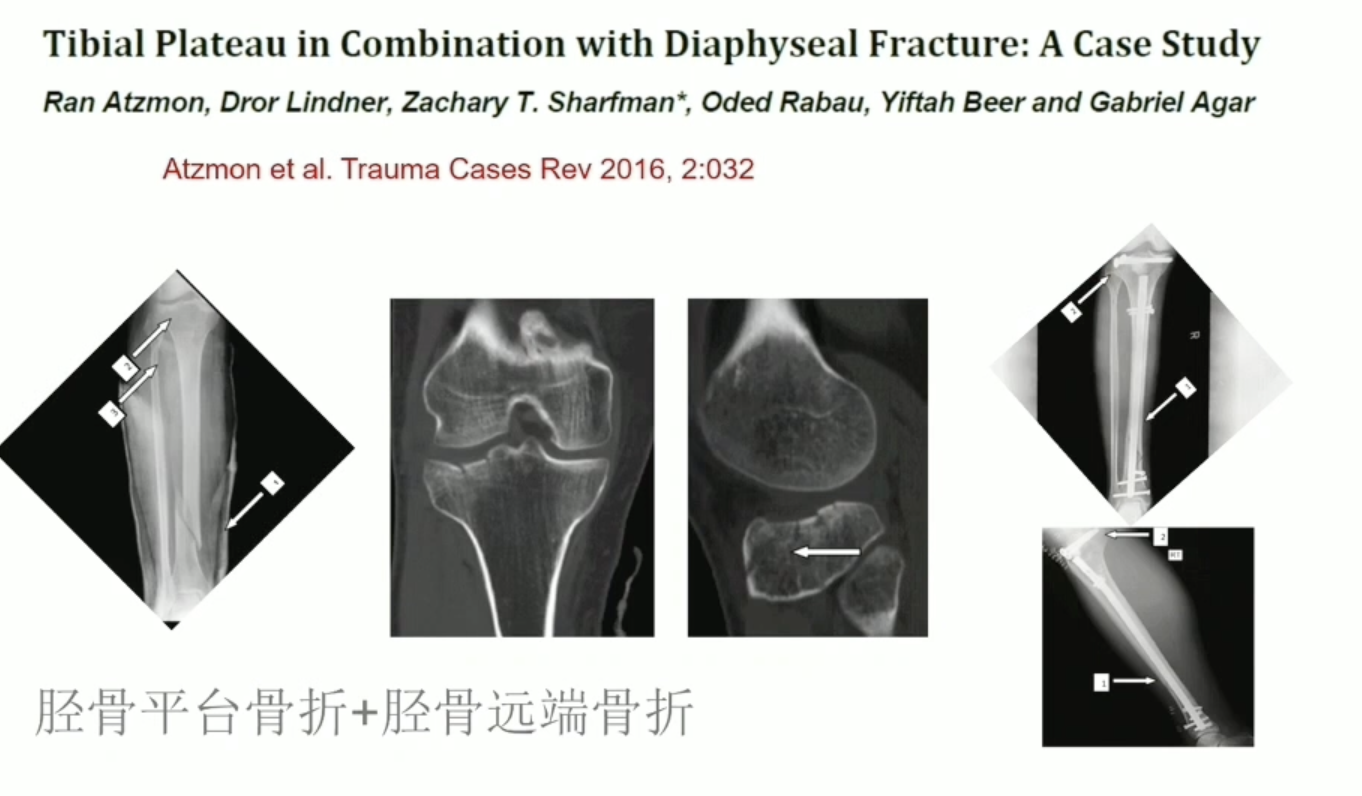 Tibial Plateau in Combination with Diaphyseal Fracture: A Case Study
Ran Atzmon, Dror Lindner, Zachary T. Sharfman*, Oded Rabau, Yiftah Beer and Gabriel Agar
Atzmon et al. Trauma Cases Rev 2016, 2:032
2
3
1
2
R
1
2
RT
1
胫骨平台骨折+胫骨远端骨折